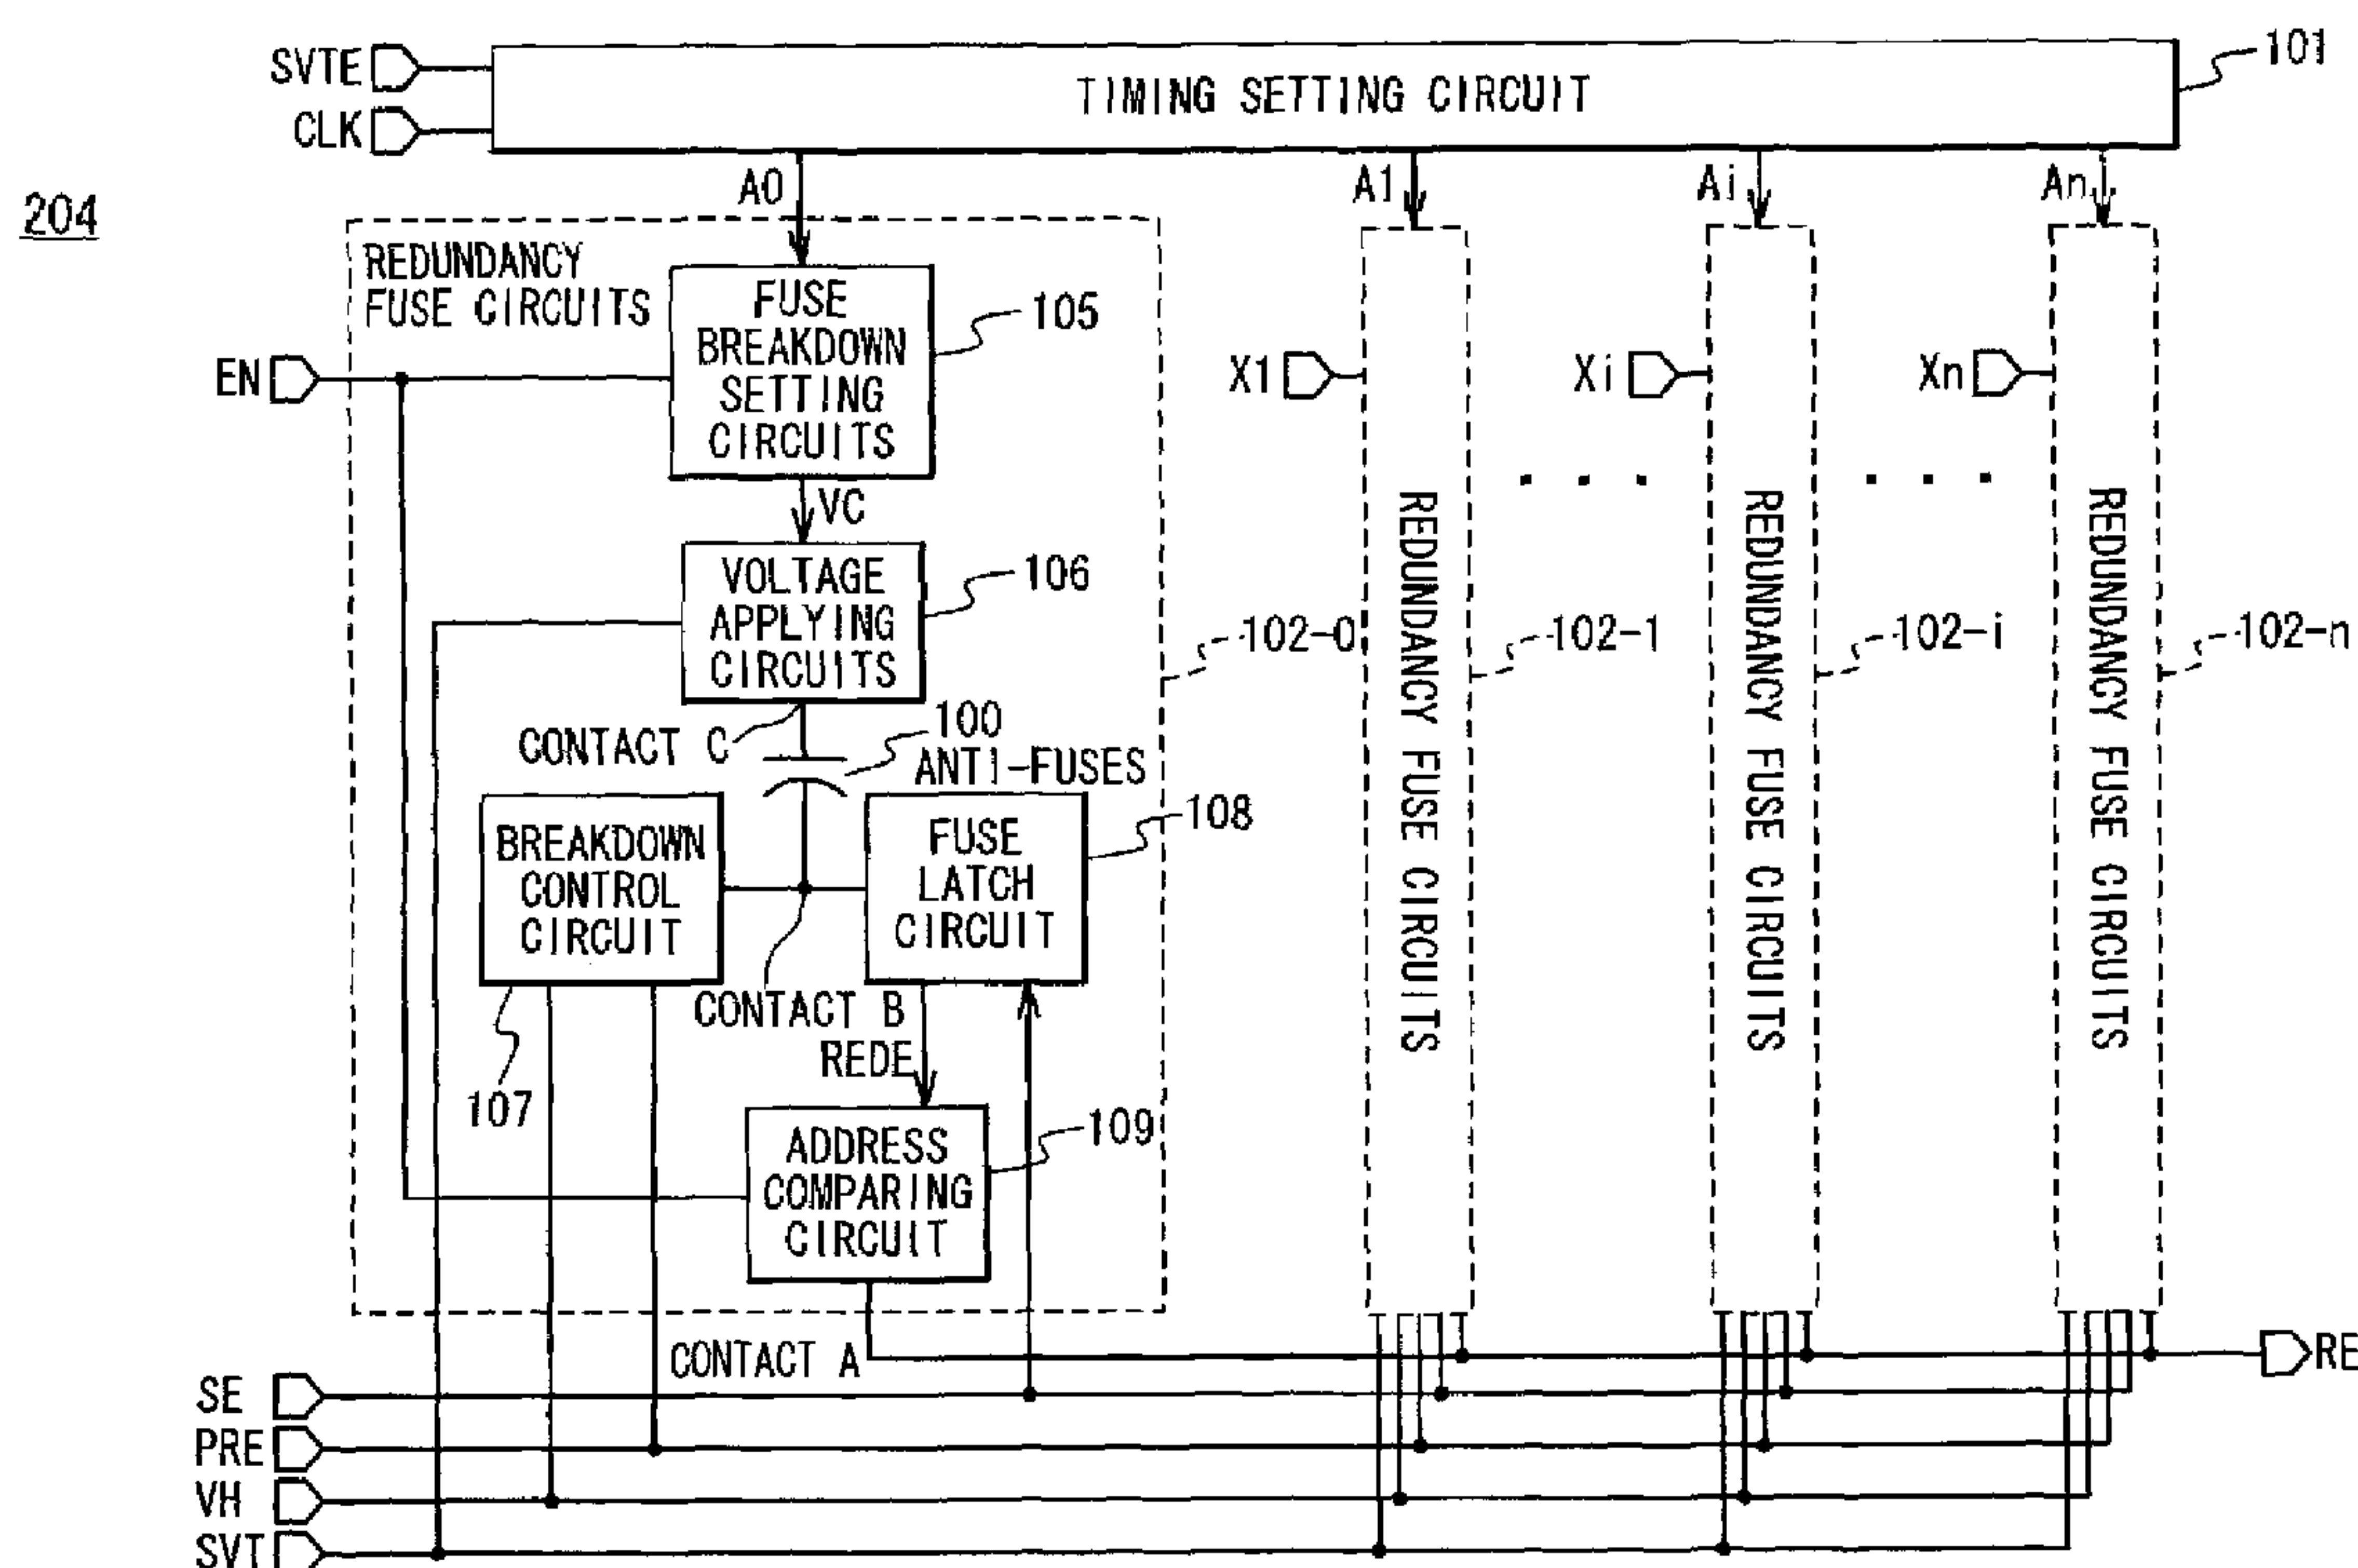 SVTE
CLK
TIMING SETTING CIRCUIT
101
204
A0
A1
Ai
An
REDUNDANCY
FUSE CIRCUITS
EN
FUSE
BREAKDOWN
SETTING
CIRCUITS
105
X1
Xi
Xn
. . .
. . .
VC
VOLTAGE
APPLYING
CIRCUITS
106
102-0
102-1
102-i
102-n
REDUNDANCY FUSE CIRCUITS
REDUNDANCY FUSE CIRCUITS
REDUNDANCY FUSE CIRCUITS
CONTACT C
100
ANTI-FUSES
BREAKDOWN
CONTROL
CIRCUIT
FUSE
LATCH
CIRCUIT
108
CONTACT B
REDE
107
ADDRESS
COMPARING
CIRCUIT
109
CONTACT A
RE
SE
PRE
VH
SVT